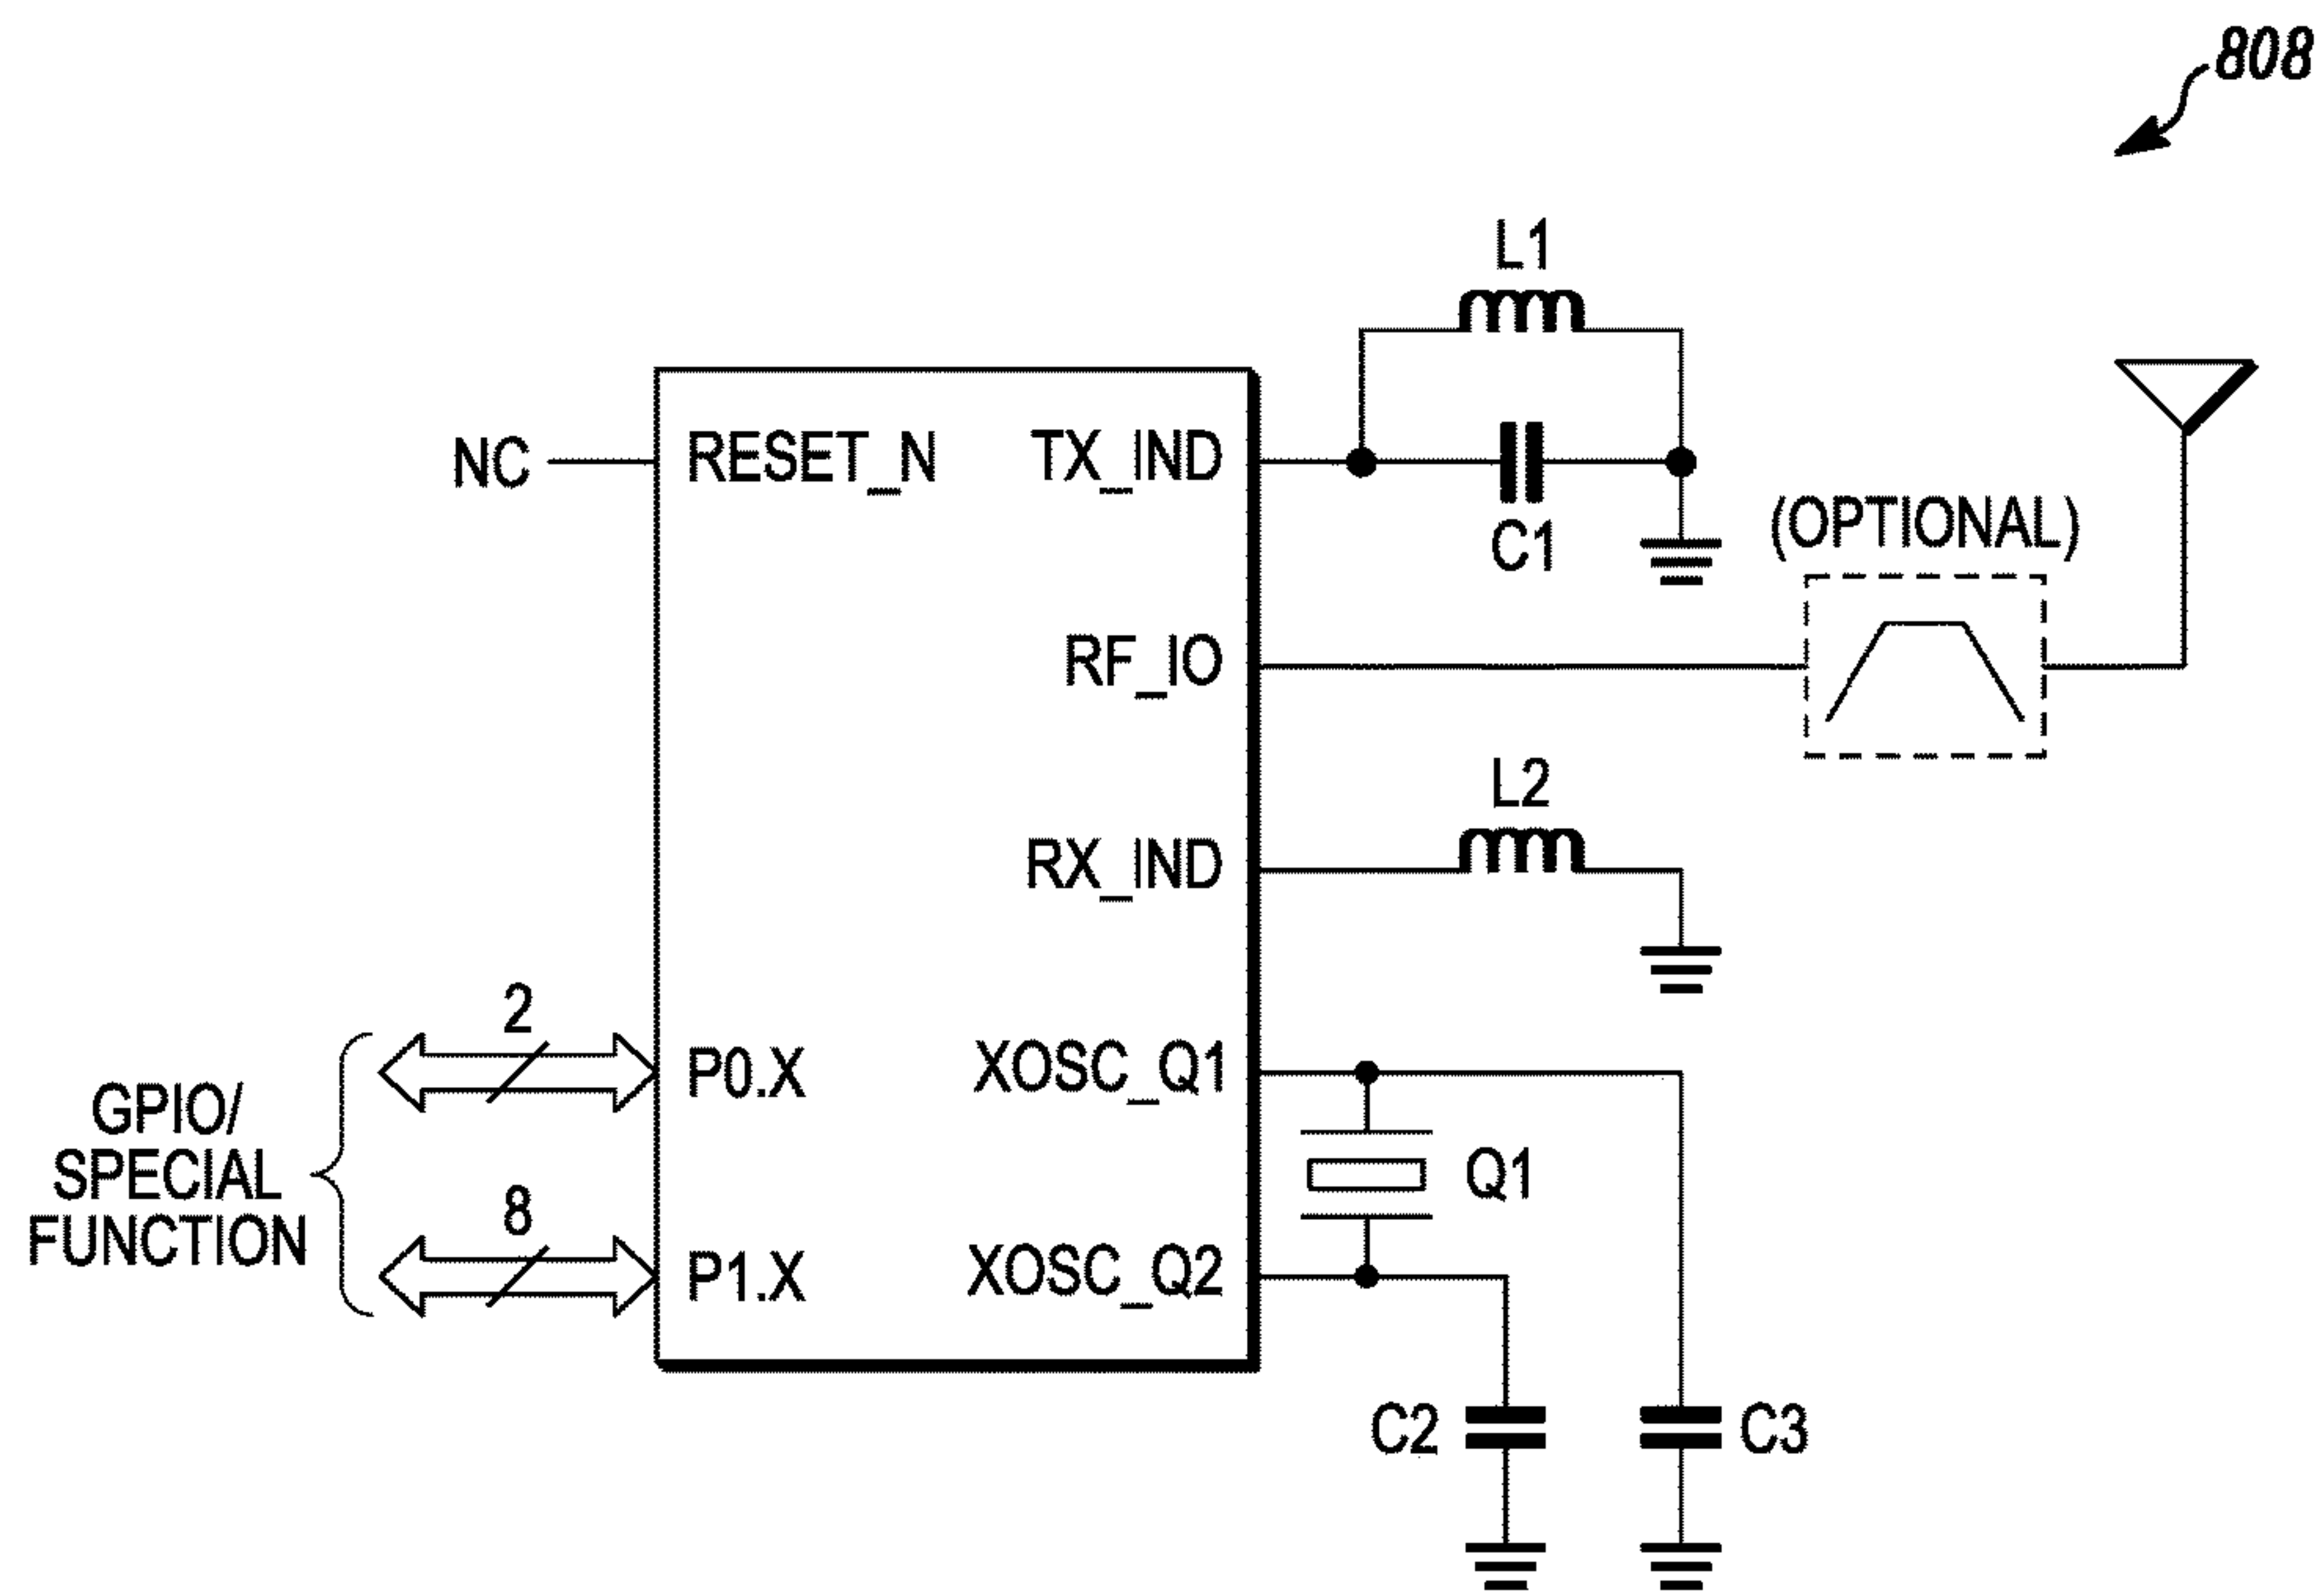 808
L1
NC
RESET_N
TX_IND
C1
(OPTIONAL)
RF_IO
L2
RX_IND
2
P0.X
XOSC_Q1
GPIO/
SPECIAL
FUNCTION
Q1
8
P1.X
XOSC_Q2
C2
C3